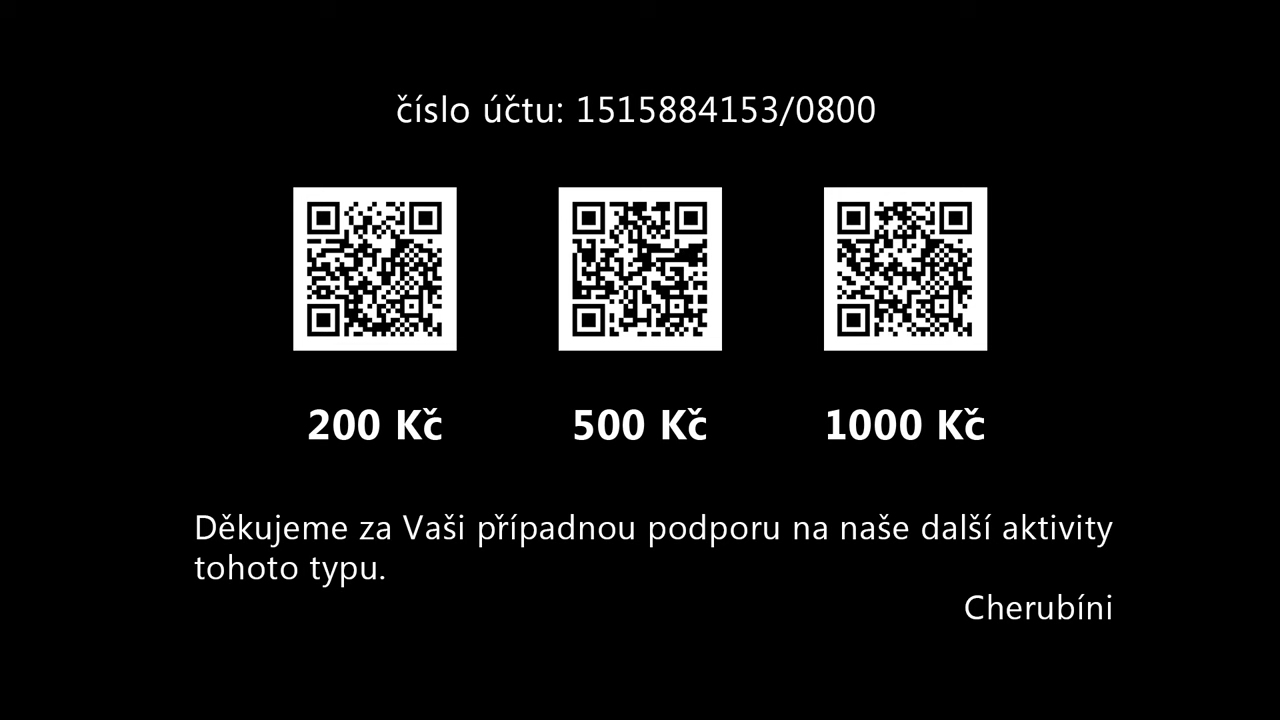 číslo účtu: 1515884153/0800
200 Kč
500 Kč
1000 Kč
Děkujeme za Vaši případnou podporu na naše další aktivity
tohoto typu.
Cherubíni